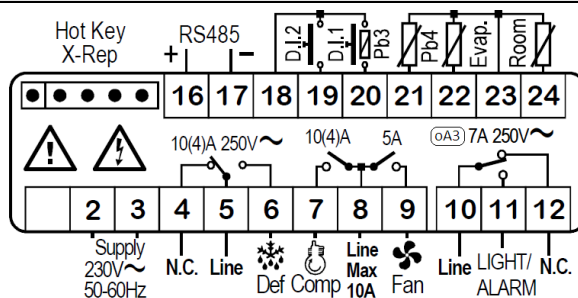 Hot Key
X-Rep
+ RS485 −
D.I.2
D.I.1
Pb3
Pb4
Evap.
Room
16 17 18 19 20 21 22 23 24
10(4)A 250V~
10(4)A
5A
oA3 7A 250V~
2 3 4 5 6 7 8 9 10 11 12
Supply
230V~
50-60Hz
N.C.
Line
Def
Comp
Line
Max
10A
Fan
Line
LIGHT/
ALARM
N.C.